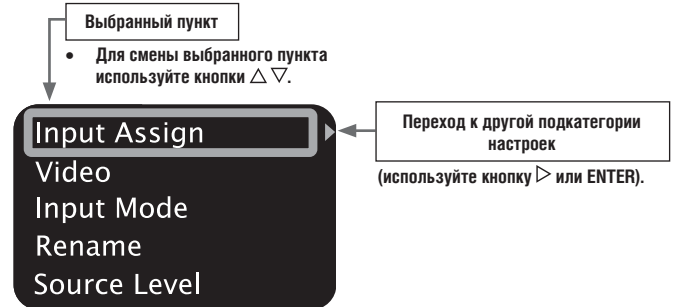 Выбранный пункт
• Для смены выбранного пункта
используйте кнопки △ ▽.
Input Assign
Video
Input Mode
Rename
Source Level
Переход к другой подкатегории
настроек
(используйте кнопку ▷ или ENTER).